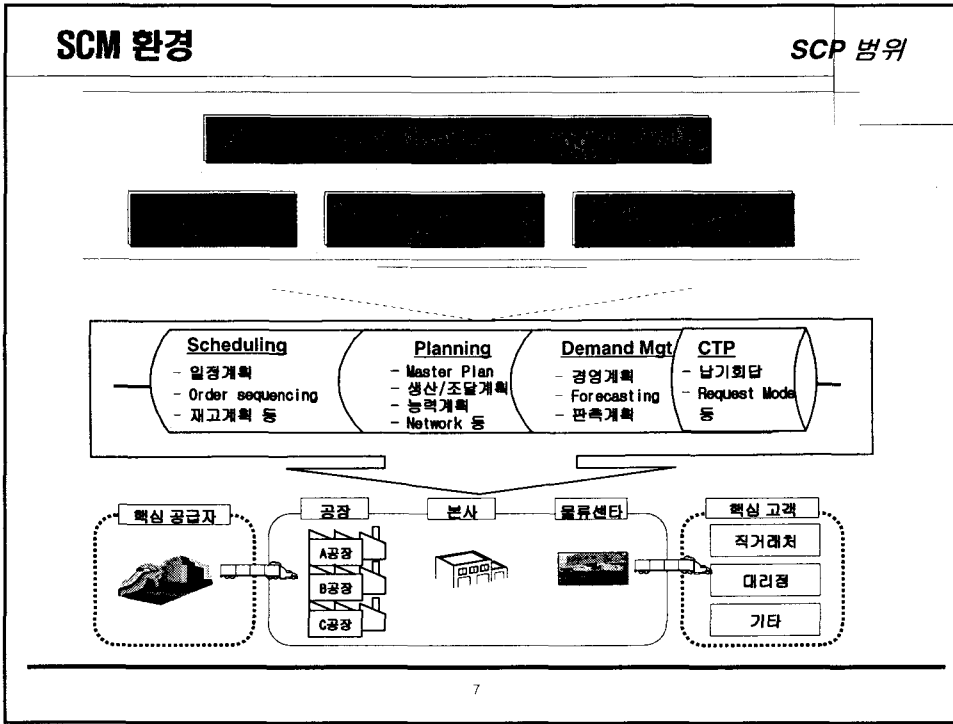 SCM 환경
SCP 범위
Scheduling
- 일정계획
- Order sequencing
- 재고계획 등
Planning
- Master Plan
- 생산/조달계획
- 능력계획
- Network 등
Demand Mgt
- 경영계획
- Forecasting
- 판촉계획
CTP
- 납기회답
- Request Mode
등
핵심 공급자
공장
본사
물류센타
핵심 고객
A공장
B공장
C공장
직거래처
대리점
기타
7